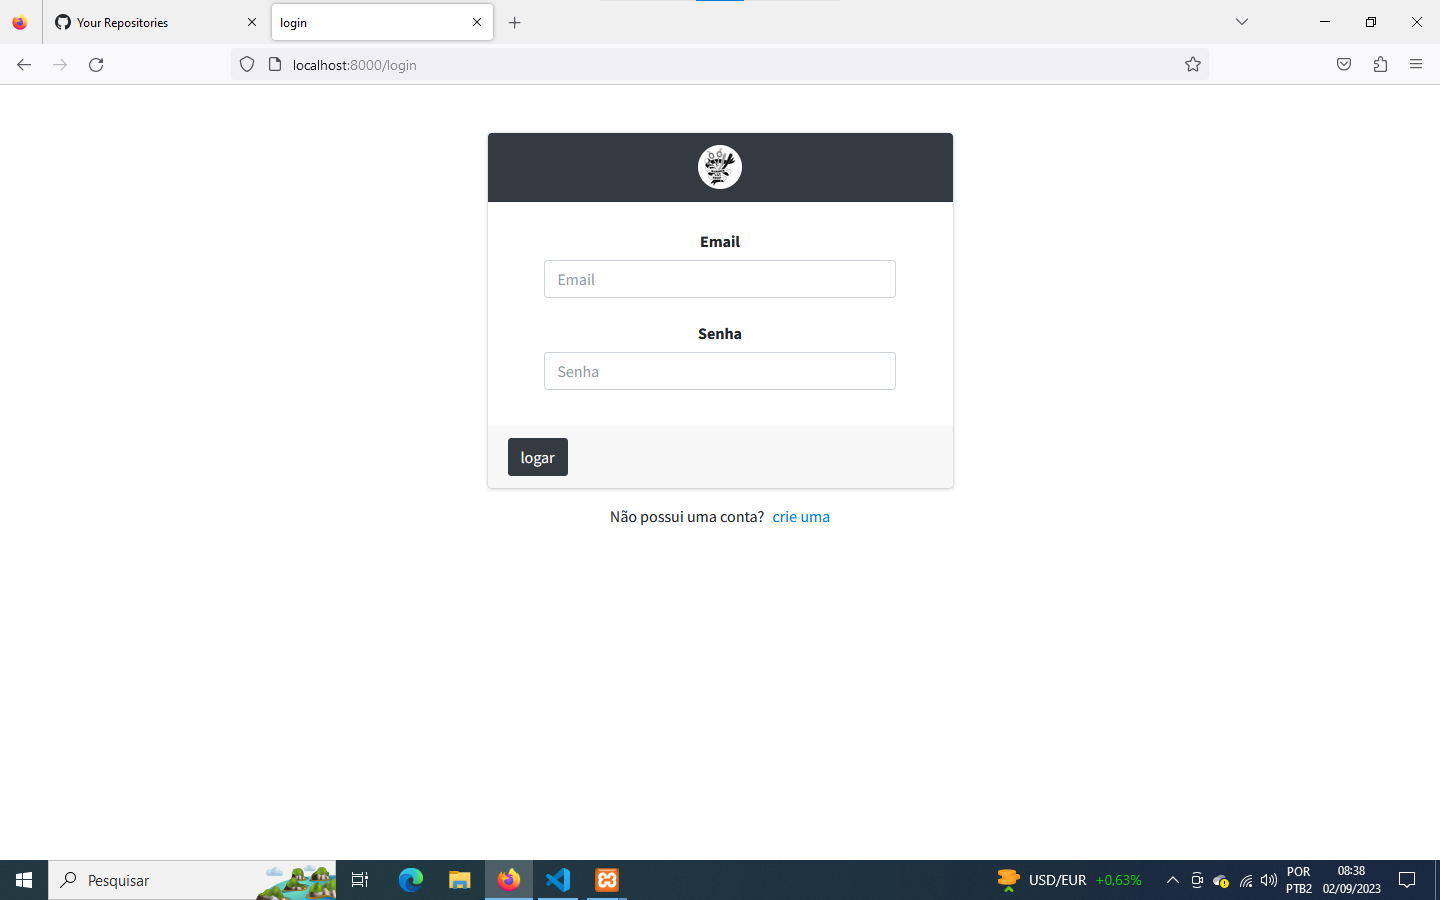 Your Repositories
login
localhost:8000/login
Email
Email
Senha
Senha
logar
Não possui uma conta? crie uma
Pesquisar
USD/EUR +0,63%
POR
PTB2
08:38
02/09/2023